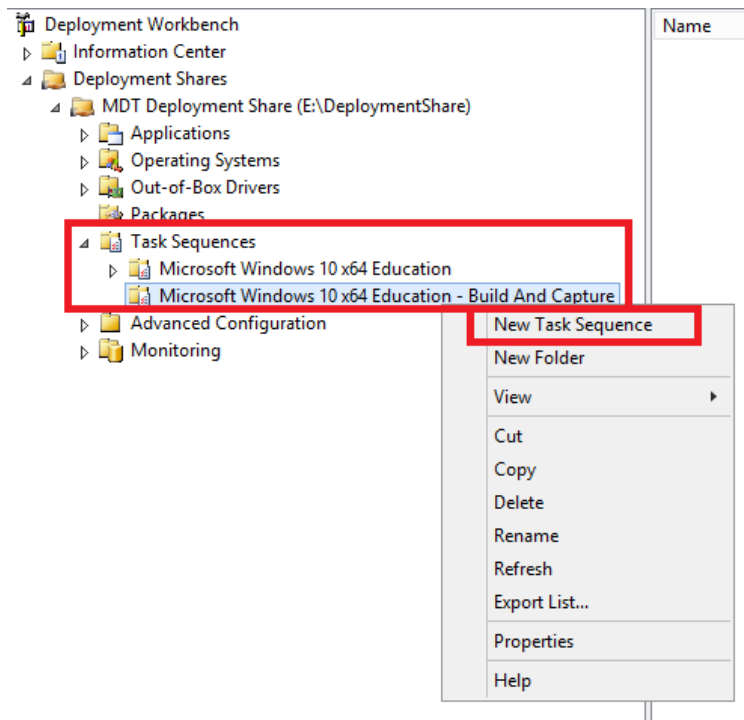 Deployment Workbench
Name
Information Center
Deployment Shares
MDT Deployment Share (E:\DeploymentShare)
Applications
Operating Systems
Out-of-Box Drivers
Packages
Task Sequences
Microsoft Windows 10 x64 Education
Microsoft Windows 10 x64 Education - Build And Capture
Advanced Configuration
Monitoring
New Task Sequence
New Folder
View
Cut
Copy
Delete
Rename
Refresh
Export List...
Properties
Help